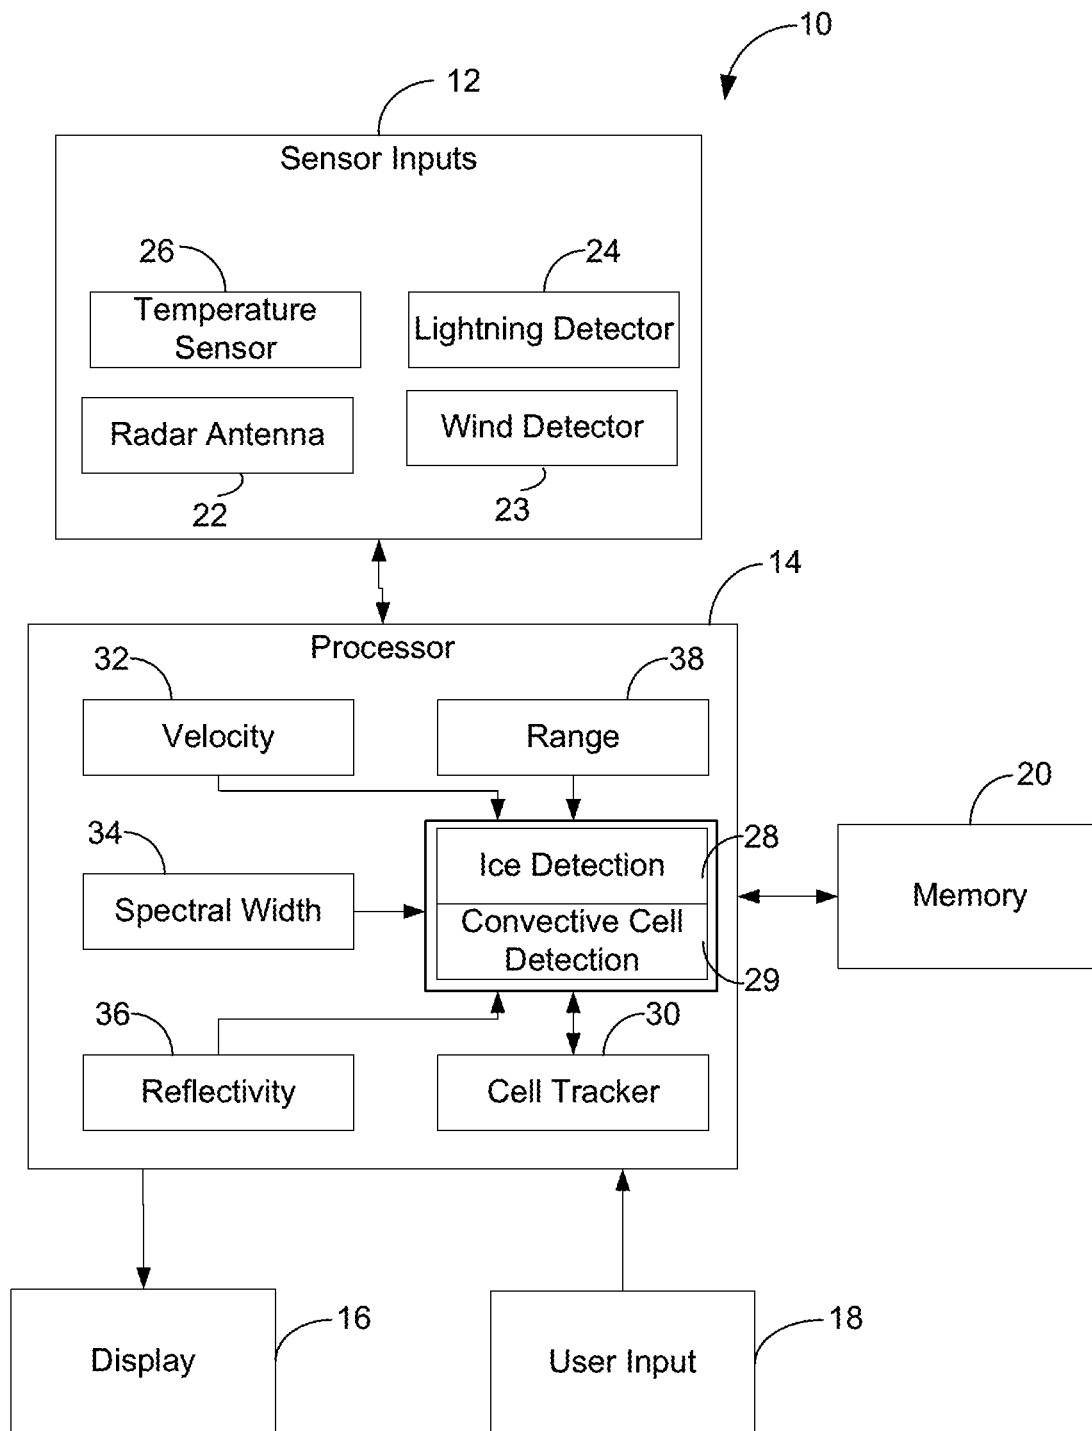 10
12
Sensor Inputs
26
24
Temperature
Sensor
Lightning Detector
Radar Antenna
Wind Detector
22
23
14
Processor
32
38
Velocity
Range
20
34
28
Ice Detection
Spectral Width
Memory
Convective Cell
Detection
29
36
30
Reflectivity
Cell Tracker
16
18
Display
User Input